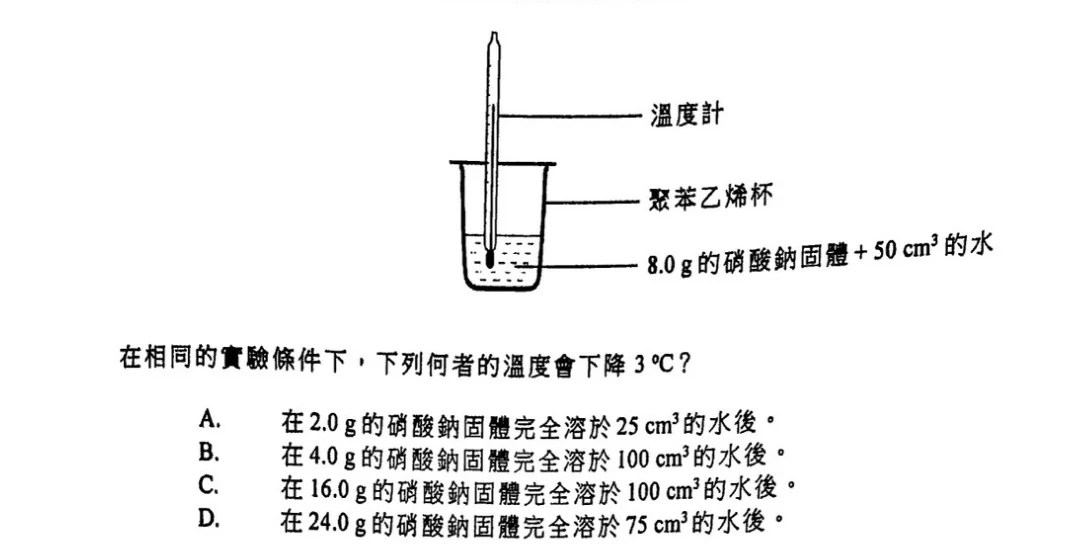 溫度計
聚苯乙烯杯
8.0 g 的硝酸鈉固體 + 50 cm³ 的水
在相同的實驗條件下，下列何者的溫度會下降 3 ℃？
A. 在 2.0 g 的硝酸鈉固體完全溶於 25 cm³ 的水後。
B. 在 4.0 g 的硝酸鈉固體完全溶於 100 cm³ 的水後。
C. 在 16.0 g 的硝酸鈉固體完全溶於 100 cm³ 的水後。
D. 在 24.0 g 的硝酸鈉固體完全溶於 75 cm³ 的水後。